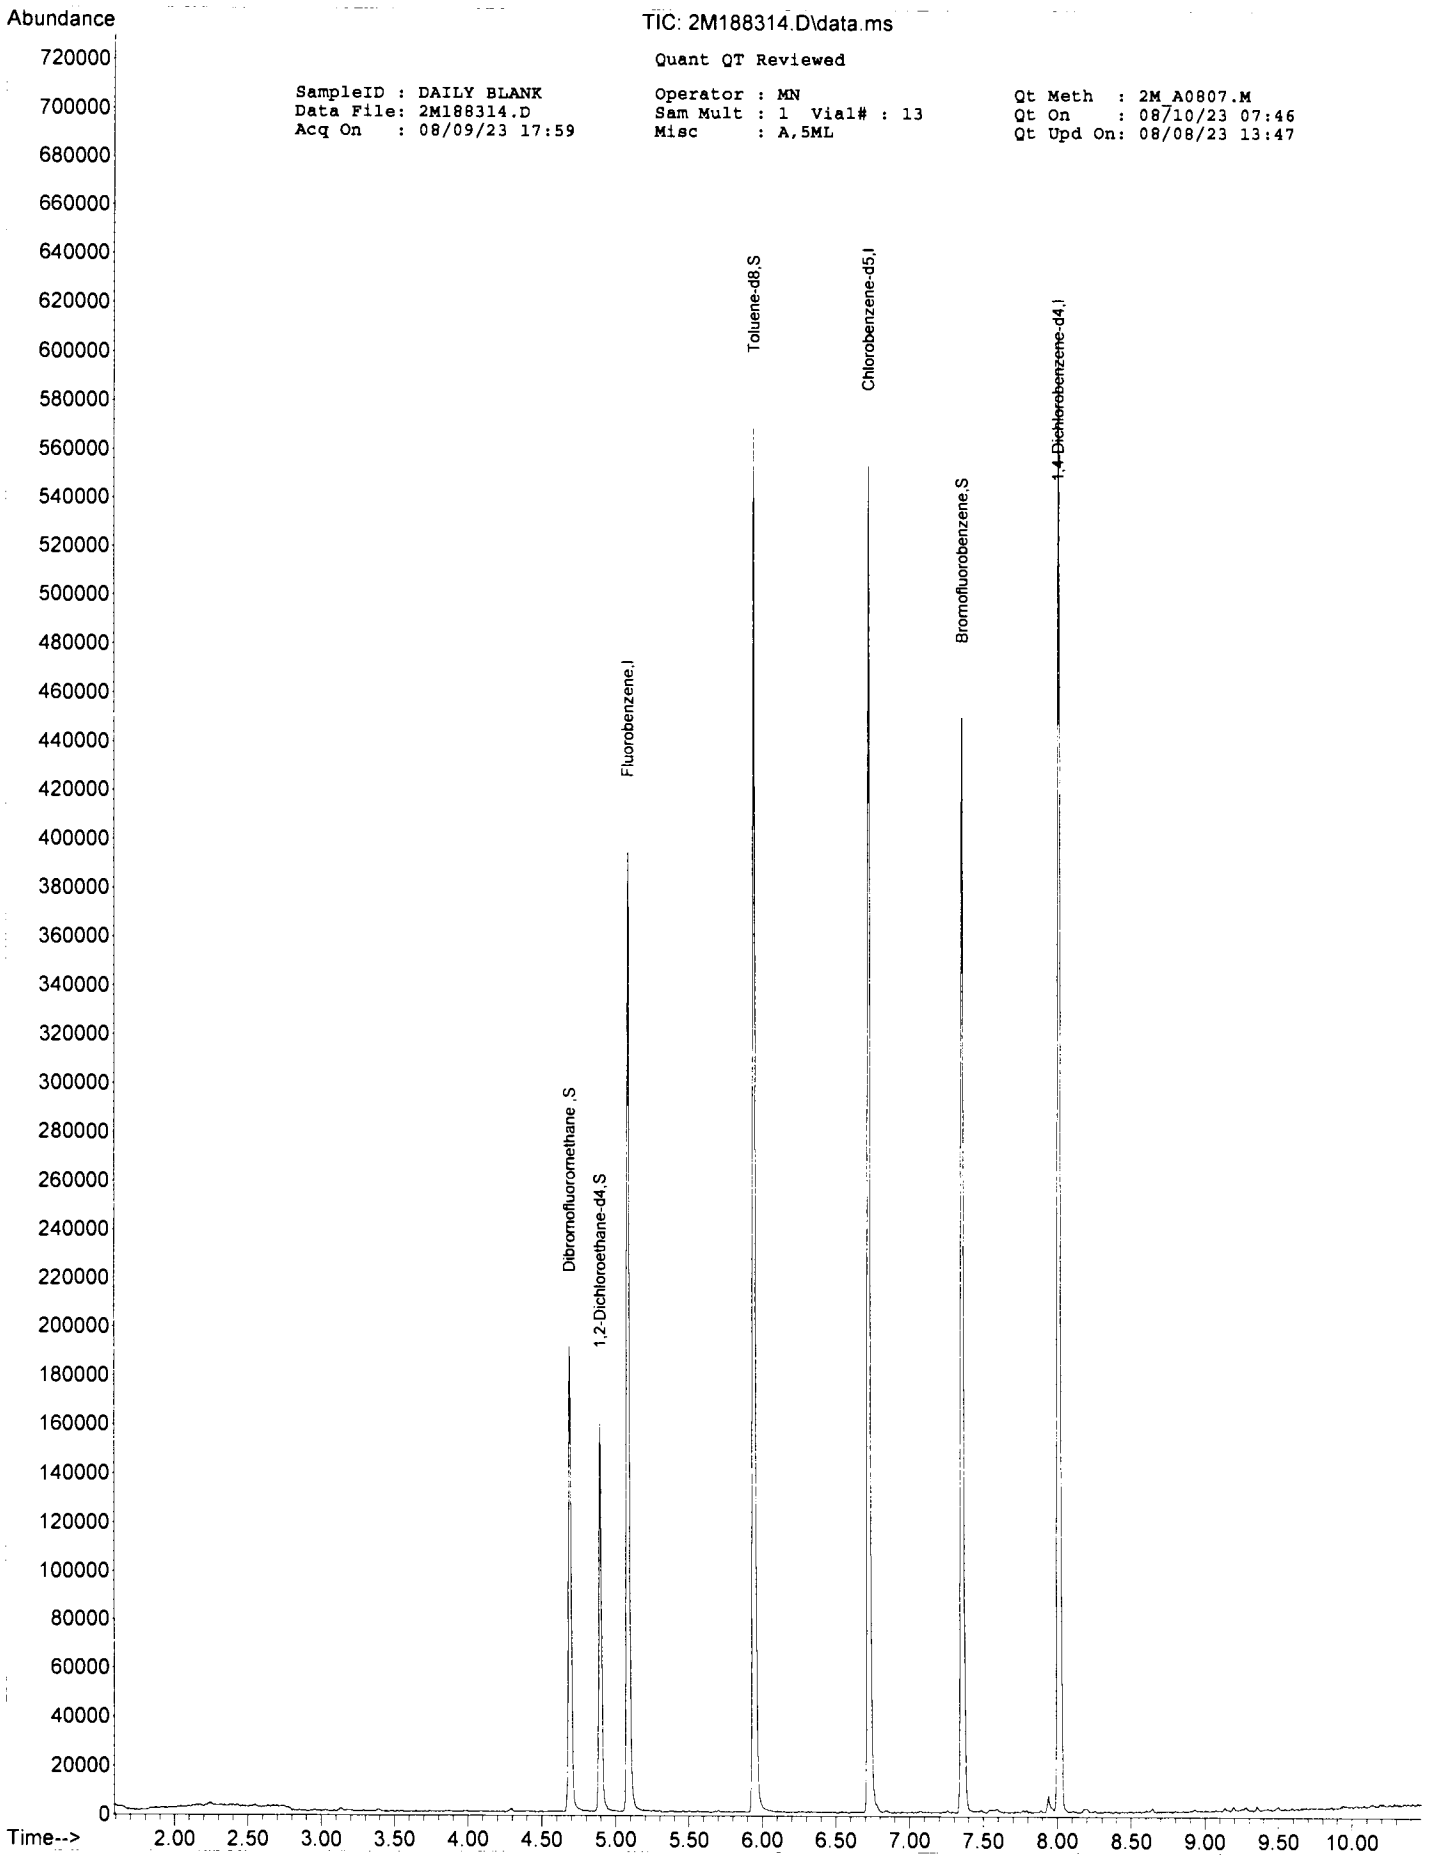 Abundance
TIC: 2M188314.D\data.ms
Quant QT Reviewed
SampleID : DAILY BLANK
Data File: 2M188314.D
Acq On : 08/09/23 17:59
Operator : MN
Sam Mult : 1 Vial# : 13
Misc : A,5ML
Qt Meth : 2M_A0807.M
Qt On : 08/10/23 07:46
Qt Upd On: 08/08/23 13:47
720000
700000
680000
660000
640000
620000
600000
580000
560000
540000
520000
500000
480000
460000
440000
420000
400000
380000
360000
340000
320000
300000
280000
260000
240000
220000
200000
180000
160000
140000
120000
100000
80000
60000
40000
20000
0
Dibromofluoromethane ,S
1,2-Dichloroethane-d4,S
Fluorobenzene,I
Toluene-d8,S
Chlorobenzene-d5,I
Bromofluorobenzene,S
1,4-Dichlorobenzene-d4,I
Time-->
2.00 2.50 3.00 3.50 4.00 4.50 5.00 5.50 6.00 6.50 7.00 7.50 8.00 8.50 9.00 9.50 10.00